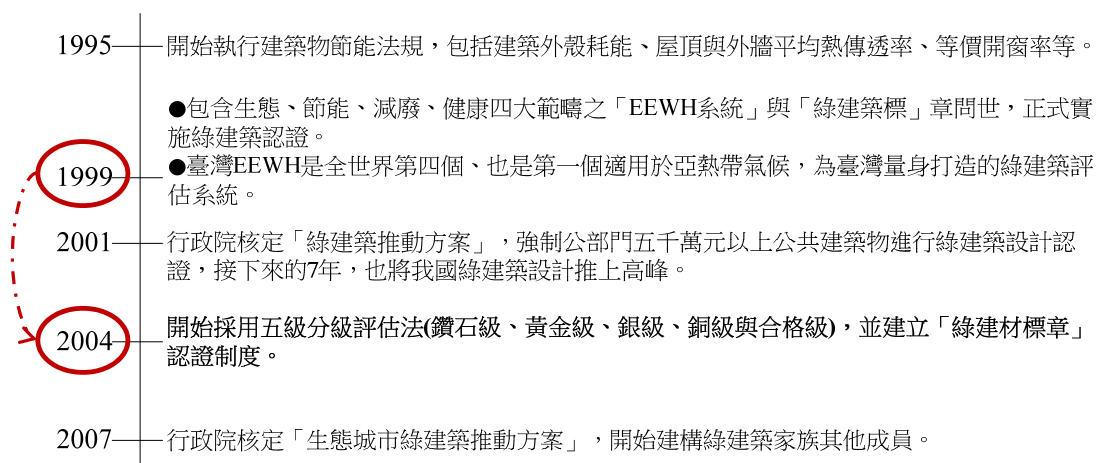 1995 開始執行建築物節能法規，包括建築外殼耗能、屋頂與外牆平均熱傳透率、等價開窗率等。
●包含生態、節能、減廢、健康四大範疇之「EEWH系統」與「綠建築標」章問世，正式實
施綠建築認證。
1999 ●臺灣EEWH是全世界第四個、也是第一個適用於亞熱帶氣候，為臺灣量身打造的綠建築評
估系統。
2001 行政院核定「綠建築推動方案」，強制公部門五千萬元以上公共建築物進行綠建築設計認
證，接下來的7年，也將我國綠建築設計推上高峰。
2004 開始採用五級分級評估法(鑽石級、黃金級、銀級、銅級與合格級)，並建立「綠建材標章」
認證制度。
2007 行政院核定「生態城市綠建築推動方案」，開始建構綠建築家族其他成員。